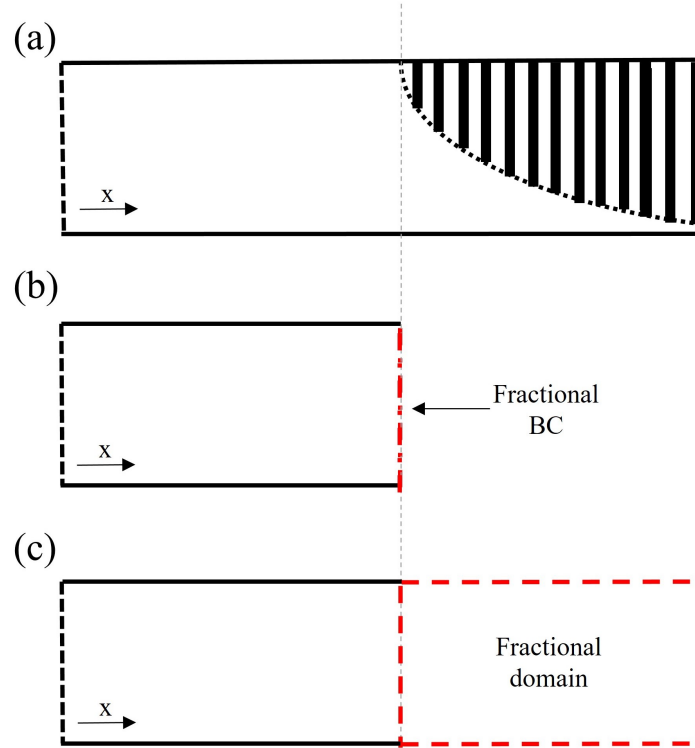 (a)
x
(b)
Fractional
BC
x
(c)
Fractional
domain
x